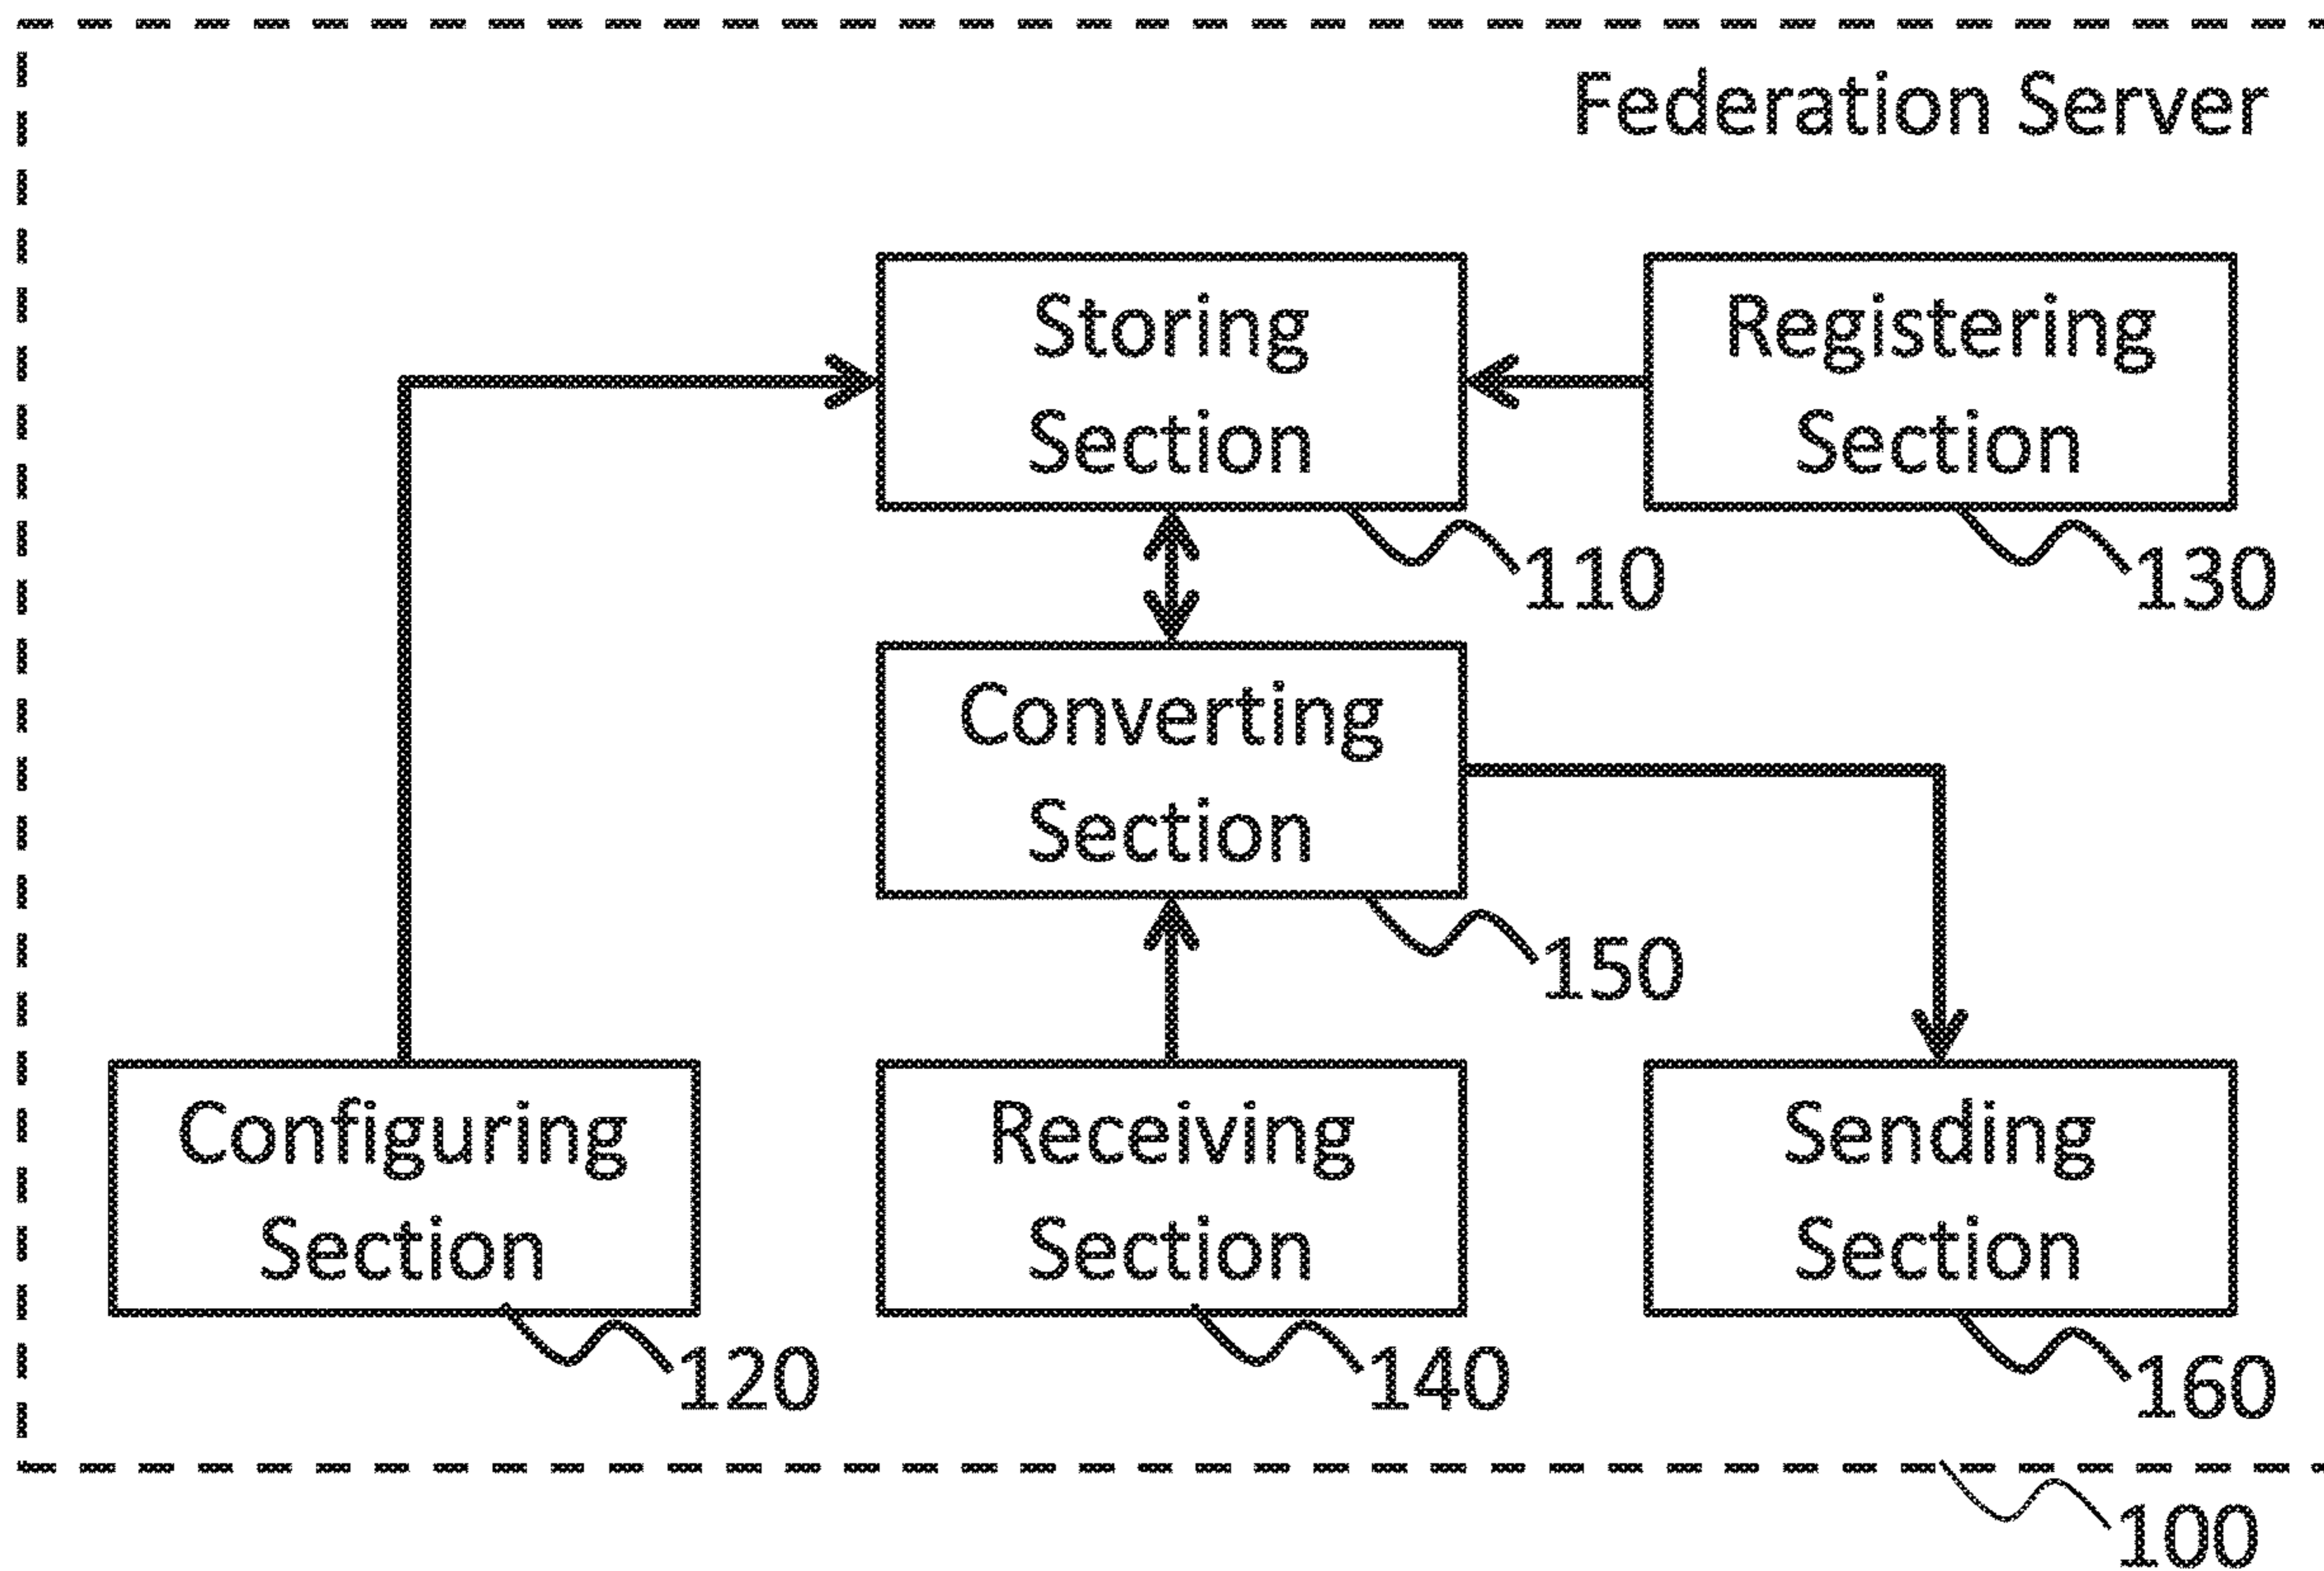 Federation Server
Storing
Section
Registering
Section
110
130
Converting
Section
150
Configuring
Section
Receiving
Section
Sending
Section
120
140
160
100